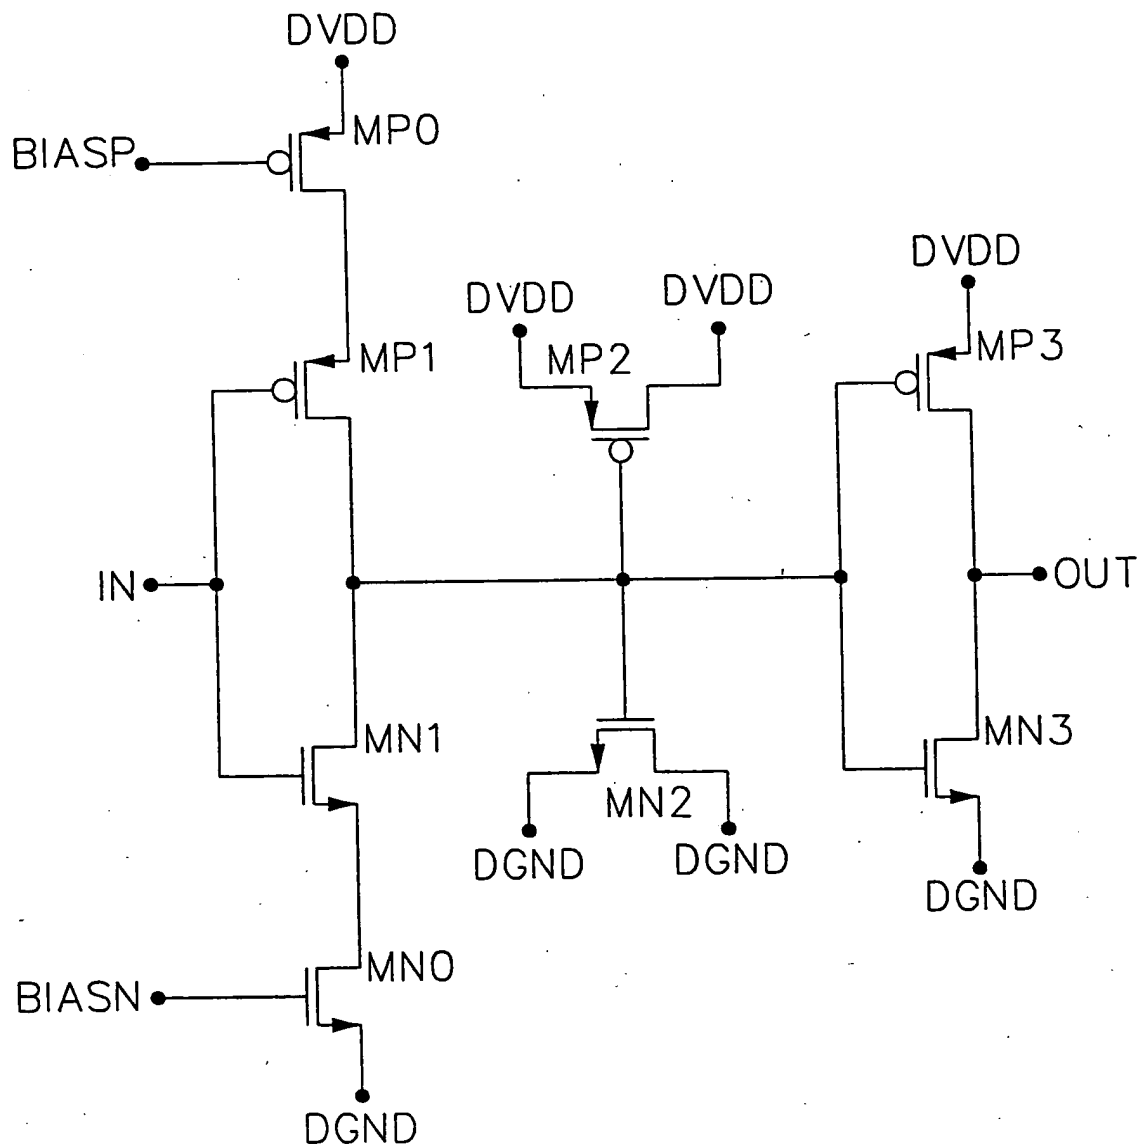 DVDD
MP0
BIASP
DVDD
DVDD
DVDD
MP1
MP2
MP3
IN
OUT
MN1
MN3
MN2
DGND
DGND
DGND
MN0
BIASN
DGND